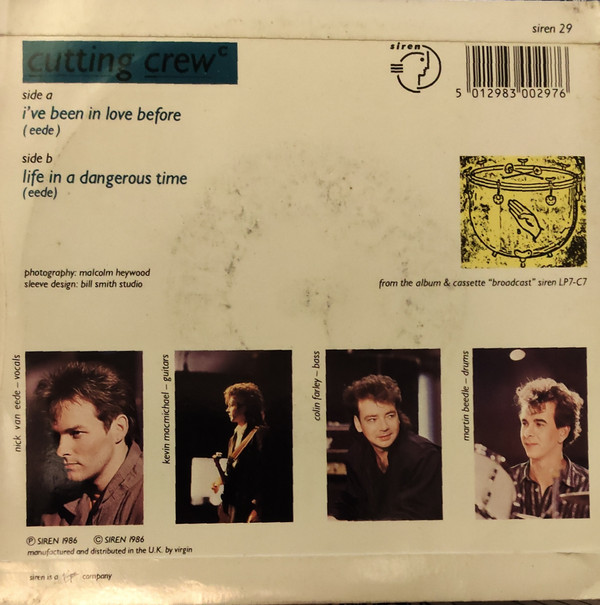 siren 29
cutting crew c
siren
5 012983 002976
side a
i've been in love before
(eede)
side b
life in a dangerous time
(eede)
photography: malcolm heywood
sleeve design: bill smith studio
from the album & cassette "broadcast" siren LP7-C7
nick van eede – vocals
kevin macmichael – guitars
colin farley – bass
martin beedle – drums
℗ SIREN 1986 © SIREN 1986
manufactured and distributed in the U.K. by virgin
siren is a company